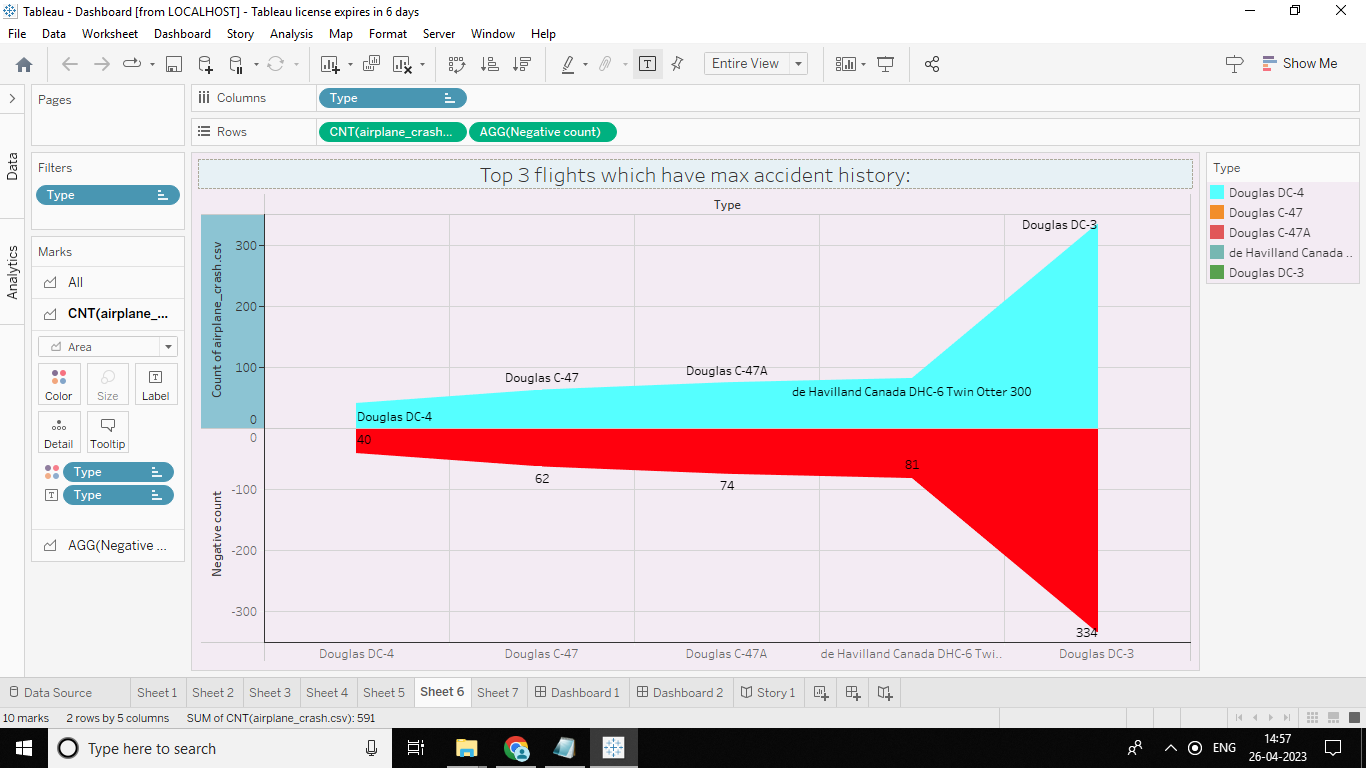 Tableau - Dashboard [from LOCALHOST] - Tableau license expires in 6 days
File Data Worksheet Dashboard Story Analysis Map Format Server Window Help
Entire View
Show Me
Data
Analytics
Pages
Filters
Type
Marks
All
CNT(airplane_...
Area
Color Size Label
Detail Tooltip
Type
Type
AGG(Negative ...
Columns Type
Rows CNT(airplane_crash... AGG(Negative count)
Top 3 flights which have max accident history:
Type
Count of airplane_crash.csv
300
200
100
0
Douglas DC-4
Douglas C-47
Douglas C-47A
de Havilland Canada DHC-6 Twin Otter 300
Douglas DC-3
Negative count
0
-100
-200
-300
40
62
74
81
334
Douglas DC-4 Douglas C-47 Douglas C-47A de Havilland Canada DHC-6 Twi.. Douglas DC-3
Type
Douglas DC-4
Douglas C-47
Douglas C-47A
de Havilland Canada ..
Douglas DC-3
Data Source Sheet 1 Sheet 2 Sheet 3 Sheet 4 Sheet 5 Sheet 6 Sheet 7 Dashboard 1 Dashboard 2 Story 1
10 marks 2 rows by 5 columns SUM of CNT(airplane_crash.csv): 591
Type here to search
ENG
14:57
26-04-2023